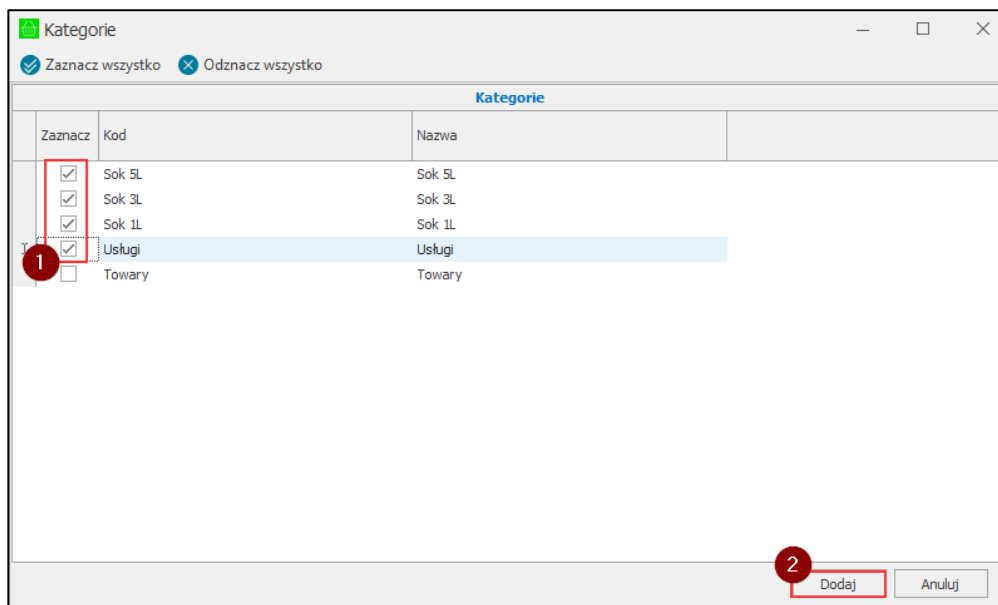 Kategorie
Zaznacz wszystko Odznacz wszystko
Kategorie
Zaznacz Kod Nazwa
Sok 5L Sok 5L
Sok 3L Sok 3L
Sok 1L Sok 1L
Usługi Usługi
1
Towary Towary
2
Dodaj Anuluj